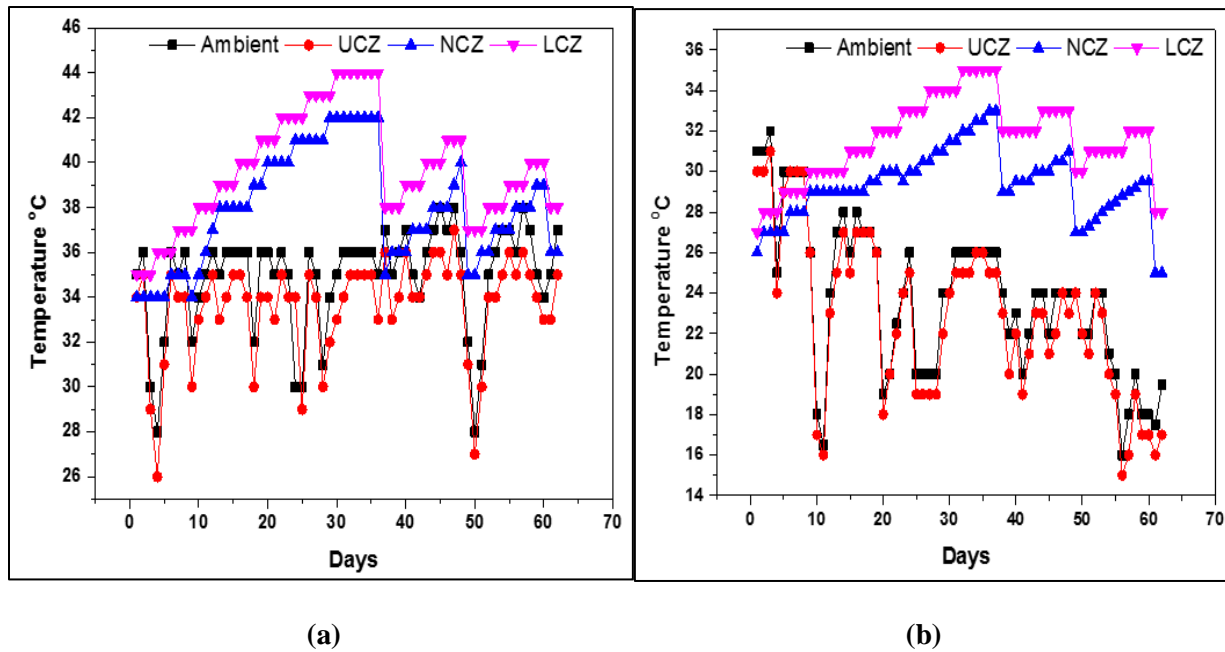 Ambient UCZ NCZ LCZ
46
44
42
40
38
36
34
32
30
28
26
Temperature °C
0 10 20 30 40 50 60 70
Days
(a)
Ambient UCZ NCZ LCZ
36
34
32
30
28
26
24
22
20
18
16
14
Temperature °C
0 10 20 30 40 50 60 70
Days
(b)